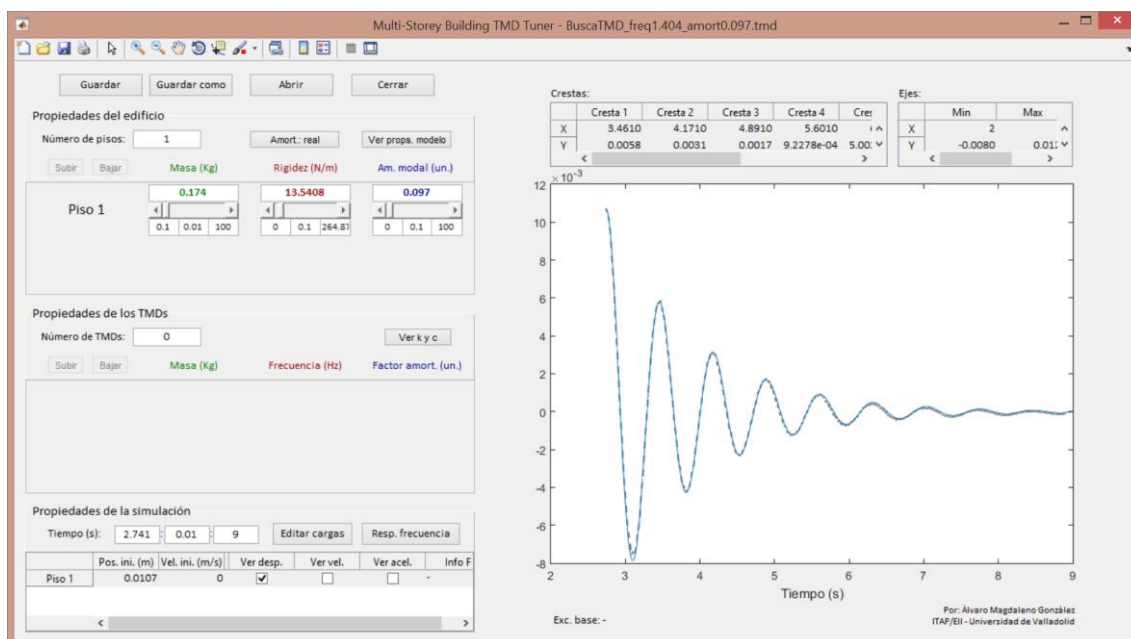 Multi-Storey Building TMD Tuner - BuscaTMD_freq1.404_amort0.097.tmd
Guardar Guardar como Abrir Cerrar
Propiedades del edificio
Número de pisos: 1 Amort.: real Ver props. modelo
Subir Bajar Masa (Kg) Rigidez (N/m) Am. modal (un.)
Piso 1
0.174 13.5408 0.097
0.1 0.01 100 0 0.1 264.87 0 0.1 100
Propiedades de los TMDs
Número de TMDs: 0 Ver k y c
Subir Bajar Masa (Kg) Frecuencia (Hz) Factor amort. (un.)
Propiedades de la simulación
Tiempo (s): 2.741 : 0.01 : 9 Editar cargas Resp. frecuencia
Pos. ini. (m) Vel. ini. (m/s) Ver desp. Ver vel. Ver acel. Info F
Piso 1 0.0107 0 -
Crestas:
Cresta 1 Cresta 2 Cresta 3 Cresta 4 Cres
X 3.4610 4.1710 4.8910 5.6010
Y 0.0058 0.0031 0.0017 9.2278e-04 5.00
Ejes:
Min Max
X 2
Y -0.0080 0.01
× 10⁻³
12
10
8
6
4
2
0
-2
-4
-6
-8
2 3 4 5 6 7 8 9
Tiempo (s)
Exc. base: -
Por: Álvaro Magdaleno González
ITAP/EII - Universidad de Valladolid